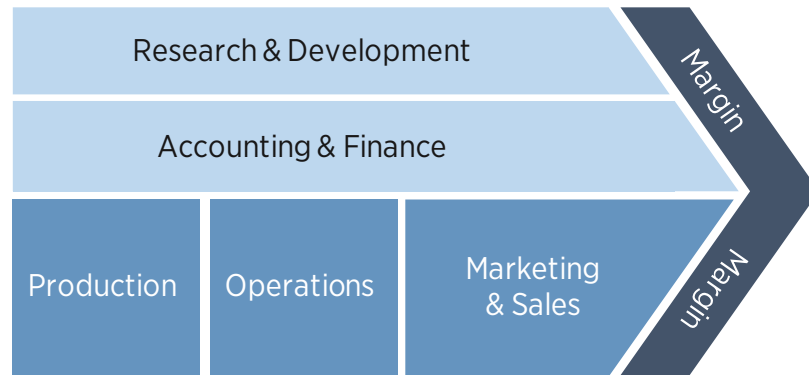 Research & Development
Margin
Accounting & Finance
Production
Operations
Marketing
& Sales
Margin